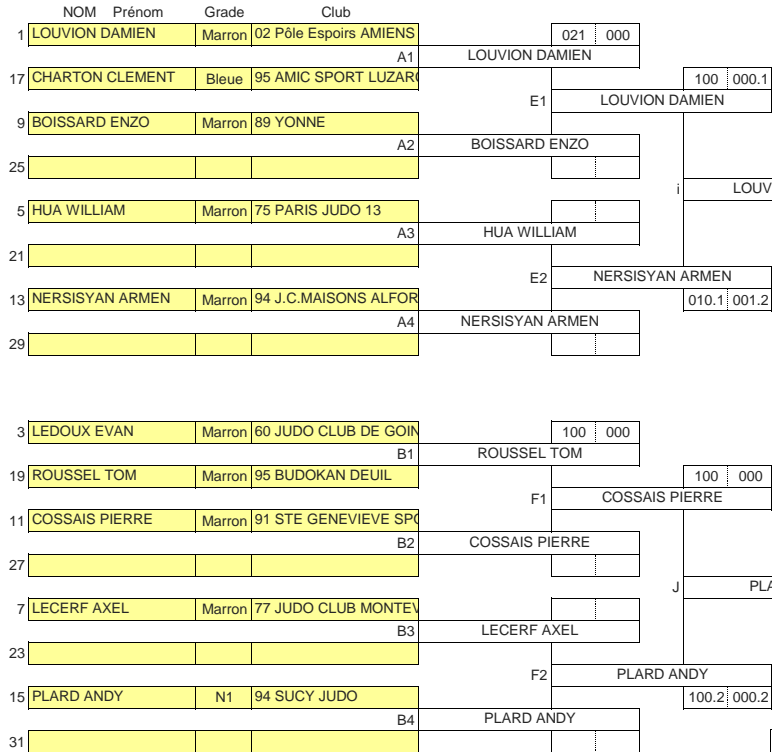 NOM Prénom Grade Club
1 LOUVION DAMIEN Marron 02 Pôle Espoirs AMIENS 021 000
A1 LOUVION DAMIEN
17 CHARTON CLEMENT Bleue 95 AMIC SPORT LUZARC 100 000.1
E1 LOUVION DAMIEN
9 BOISSARD ENZO Marron 89 YONNE
A2 BOISSARD ENZO
25
i LOUV
5 HUA WILLIAM Marron 75 PARIS JUDO 13
A3 HUA WILLIAM
21
E2 NERSISYAN ARMEN
13 NERSISYAN ARMEN Marron 94 J.C.MAISONS ALFOR 010.1 001.2
A4 NERSISYAN ARMEN
29
3 LEDOUX EVAN Marron 60 JUDO CLUB DE GOIN 100 000
B1 ROUSSEL TOM
19 ROUSSEL TOM Marron 95 BUDOKAN DEUIL 100 000
F1 COSSAIS PIERRE
11 COSSAIS PIERRE Marron 91 STE GENEVIEVE SPO
B2 COSSAIS PIERRE
27
J PLA
7 LECERF AXEL Marron 77 JUDO CLUB MONTEV
B3 LECERF AXEL
23
F2 PLARD ANDY
15 PLARD ANDY N1 94 SUCY JUDO 100.2 000.2
B4 PLARD ANDY
31